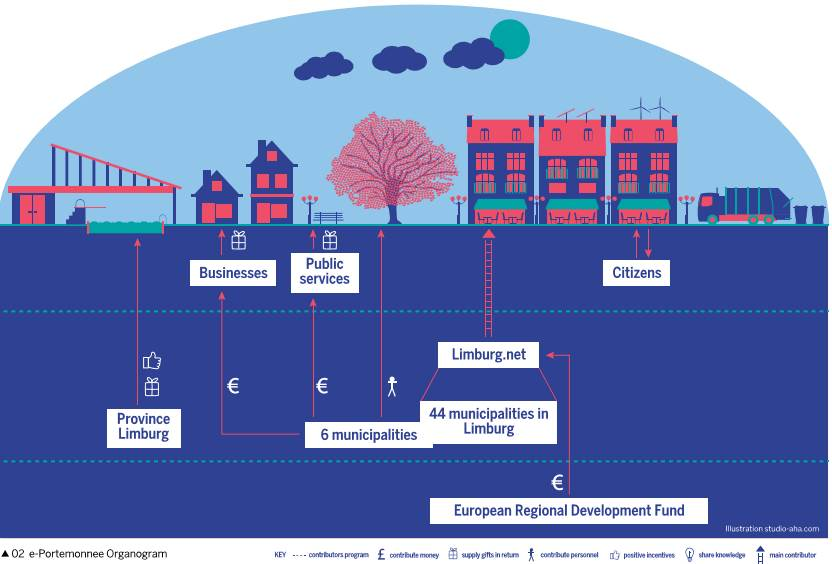 Businesses
Public
services
Citizens
Limburg.net
€
€
Province
Limburg
6 municipalities
44 municipalities in
Limburg
€
European Regional Development Fund
Illustration studio-aha.com
▲ 02 e-Portemonnee Organogram
KEY ---- contributors program £ contribute money supply gifts in return contribute personnel positive incentives share knowledge main contributor